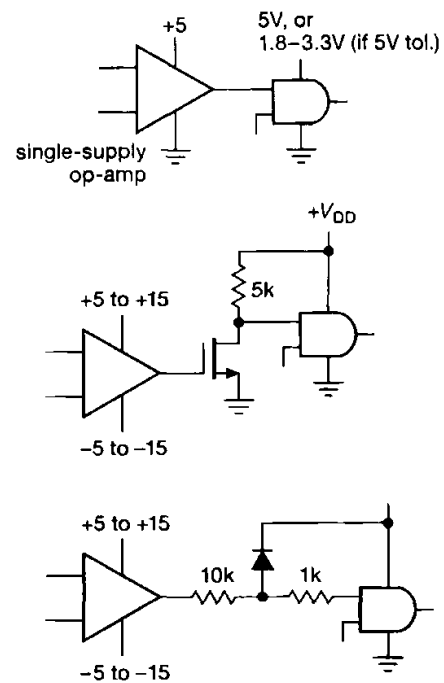 +5
5V, or
1.8–3.3V (if 5V tol.)
single-supply
op-amp
+VDD
5k
+5 to +15
–5 to –15
+5 to +15
10k
1k
–5 to –15